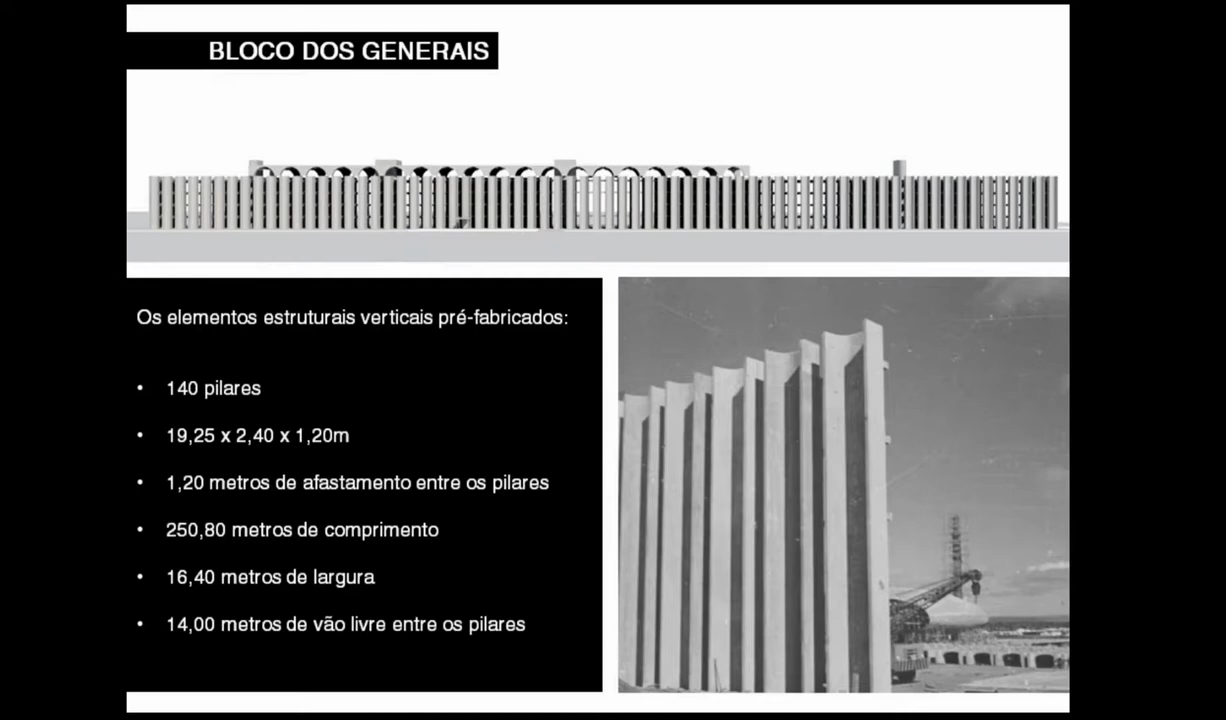 BLOCO DOS GENERAIS
Os elementos estruturais verticais pré-fabricados:
• 140 pilares
• 19,25 x 2,40 x 1,20m
• 1,20 metros de afastamento entre os pilares
• 250,80 metros de comprimento
• 16,40 metros de largura
• 14,00 metros de vão livre entre os pilares